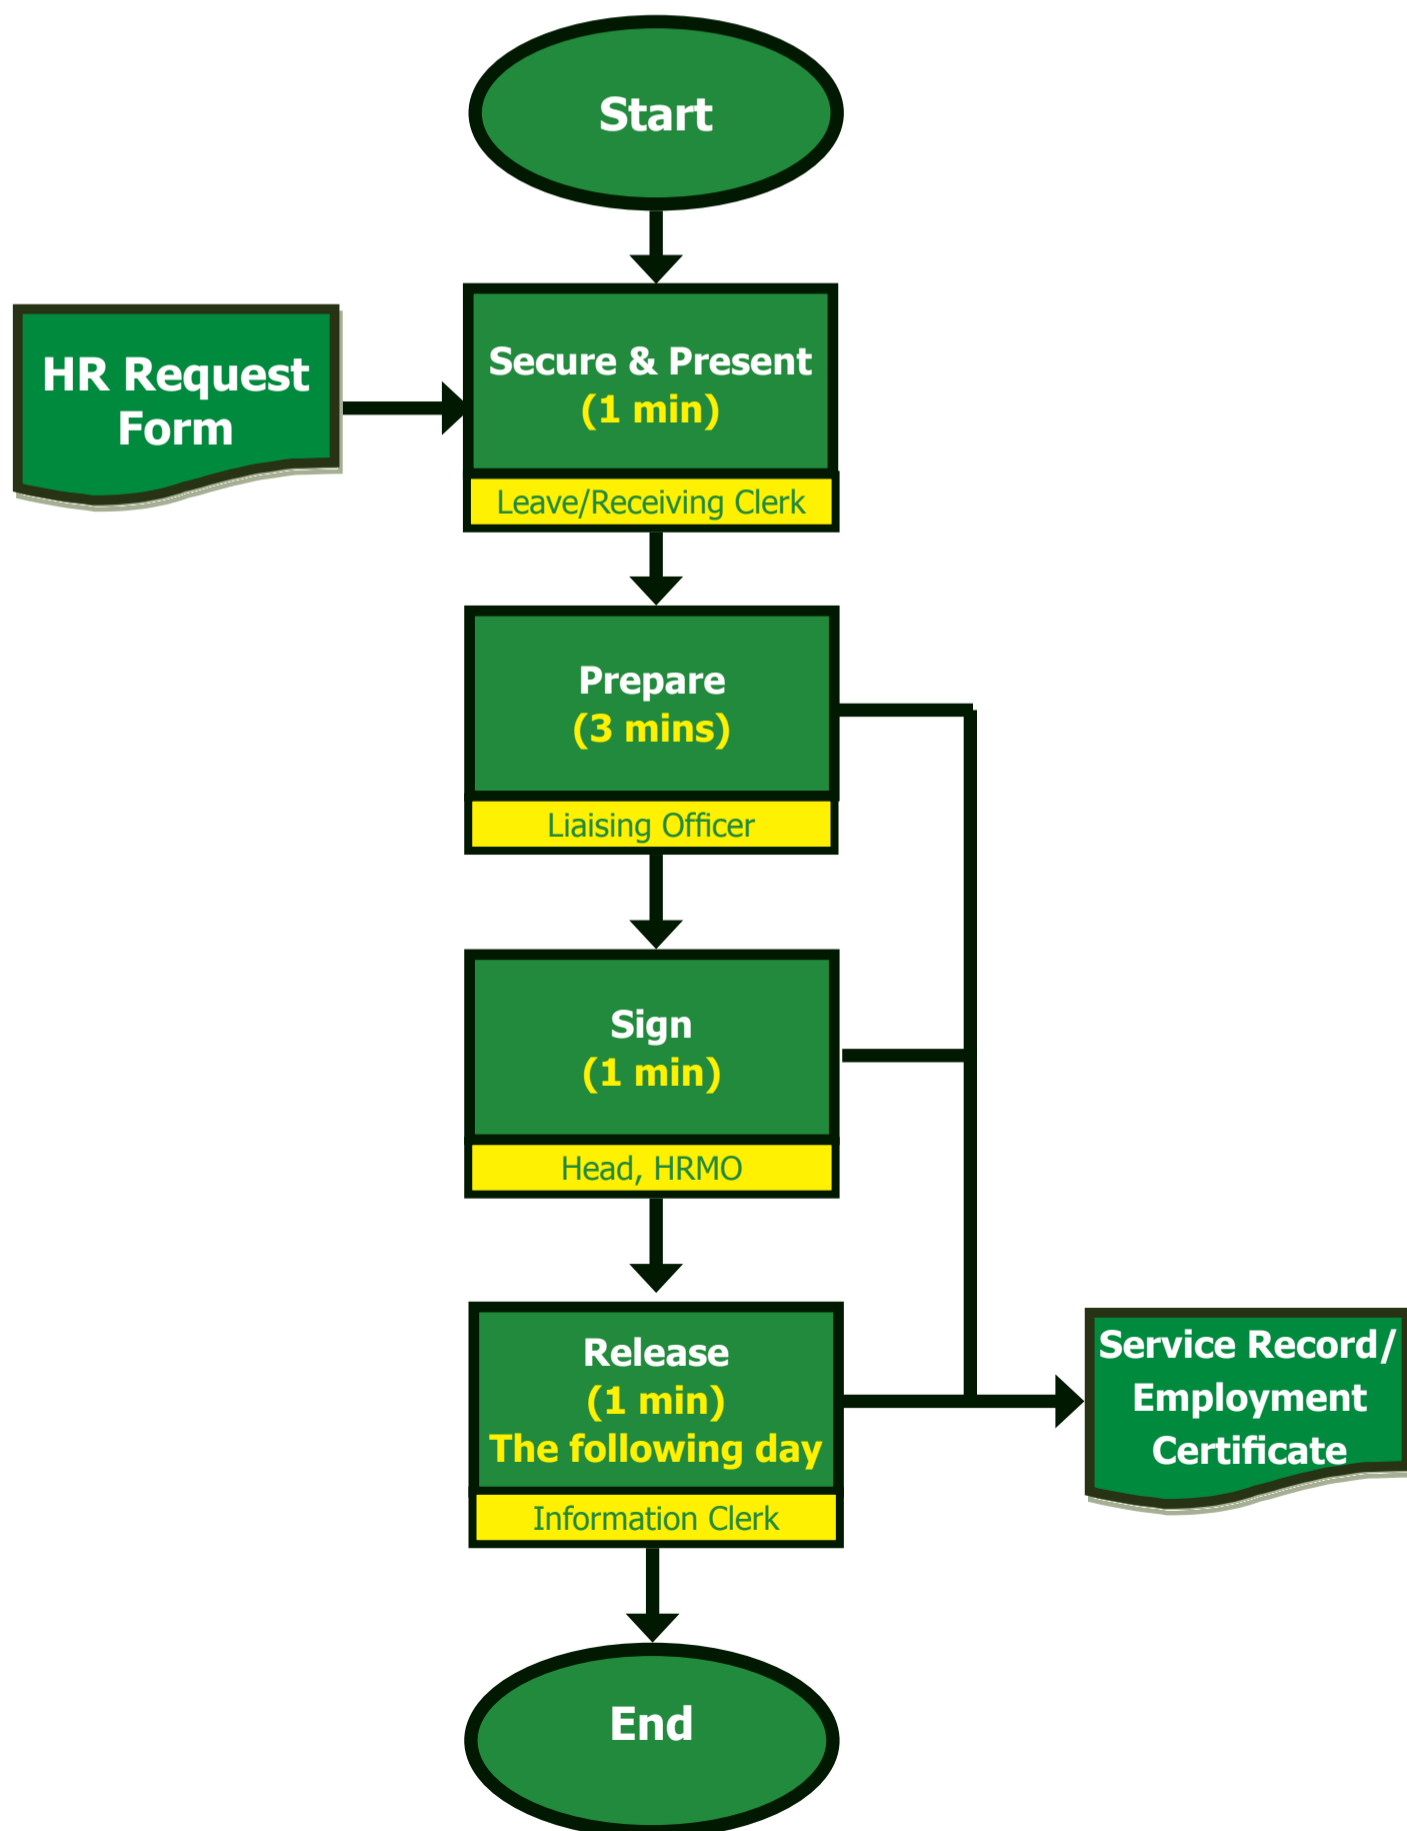 Start
HR Request
Form
Secure & Present
(1 min)
Leave/Receiving Clerk
Prepare
(3 mins)
Liaising Officer
Sign
(1 min)
Head, HRMO
Release
(1 min)
The following day
Information Clerk
Service Record/
Employment
Certificate
End